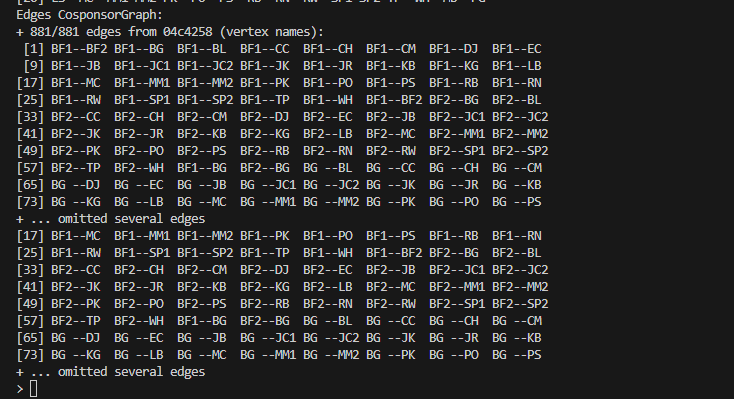 Edges CosponsorGraph:
+ 881/881 edges from 04c4258 (vertex names):
[1] BF1--BF2 BF1--BG BF1--BL BF1--CC BF1--CH BF1--CM BF1--DJ BF1--EC
[9] BF1--JB BF1--JC1 BF1--JC2 BF1--JK BF1--JR BF1--KB BF1--KG BF1--LB
[17] BF1--MC BF1--MM1 BF1--MM2 BF1--PK BF1--PO BF1--PS BF1--RB BF1--RN
[25] BF1--RW BF1--SP1 BF1--SP2 BF1--TP BF1--WH BF1--BF2 BF2--BG BF2--BL
[33] BF2--CC BF2--CH BF2--CM BF2--DJ BF2--EC BF2--JB BF2--JC1 BF2--JC2
[41] BF2--JK BF2--JR BF2--KB BF2--KG BF2--LB BF2--MC BF2--MM1 BF2--MM2
[49] BF2--PK BF2--PO BF2--PS BF2--RB BF2--RN BF2--RW BF2--SP1 BF2--SP2
[57] BF2--TP BF2--WH BF1--BG BF2--BG BG --BL BG --CC BG --CH BG --CM
[65] BG --DJ BG --EC BG --JB BG --JC1 BG --JC2 BG --JK BG --JR BG --KB
[73] BG --KG BG --LB BG --MC BG --MM1 BG --MM2 BG --PK BG --PO BG --PS
+ ... omitted several edges
[17] BF1--MC BF1--MM1 BF1--MM2 BF1--PK BF1--PO BF1--PS BF1--RB BF1--RN
[25] BF1--RW BF1--SP1 BF1--SP2 BF1--TP BF1--WH BF1--BF2 BF2--BG BF2--BL
[33] BF2--CC BF2--CH BF2--CM BF2--DJ BF2--EC BF2--JB BF2--JC1 BF2--JC2
[41] BF2--JK BF2--JR BF2--KB BF2--KG BF2--LB BF2--MC BF2--MM1 BF2--MM2
[49] BF2--PK BF2--PO BF2--PS BF2--RB BF2--RN BF2--RW BF2--SP1 BF2--SP2
[57] BF2--TP BF2--WH BF1--BG BF2--BG BG --BL BG --CC BG --CH BG --CM
[65] BG --DJ BG --EC BG --JB BG --JC1 BG --JC2 BG --JK BG --JR BG --KB
[73] BG --KG BG --LB BG --MC BG --MM1 BG --MM2 BG --PK BG --PO BG --PS
+ ... omitted several edges
>